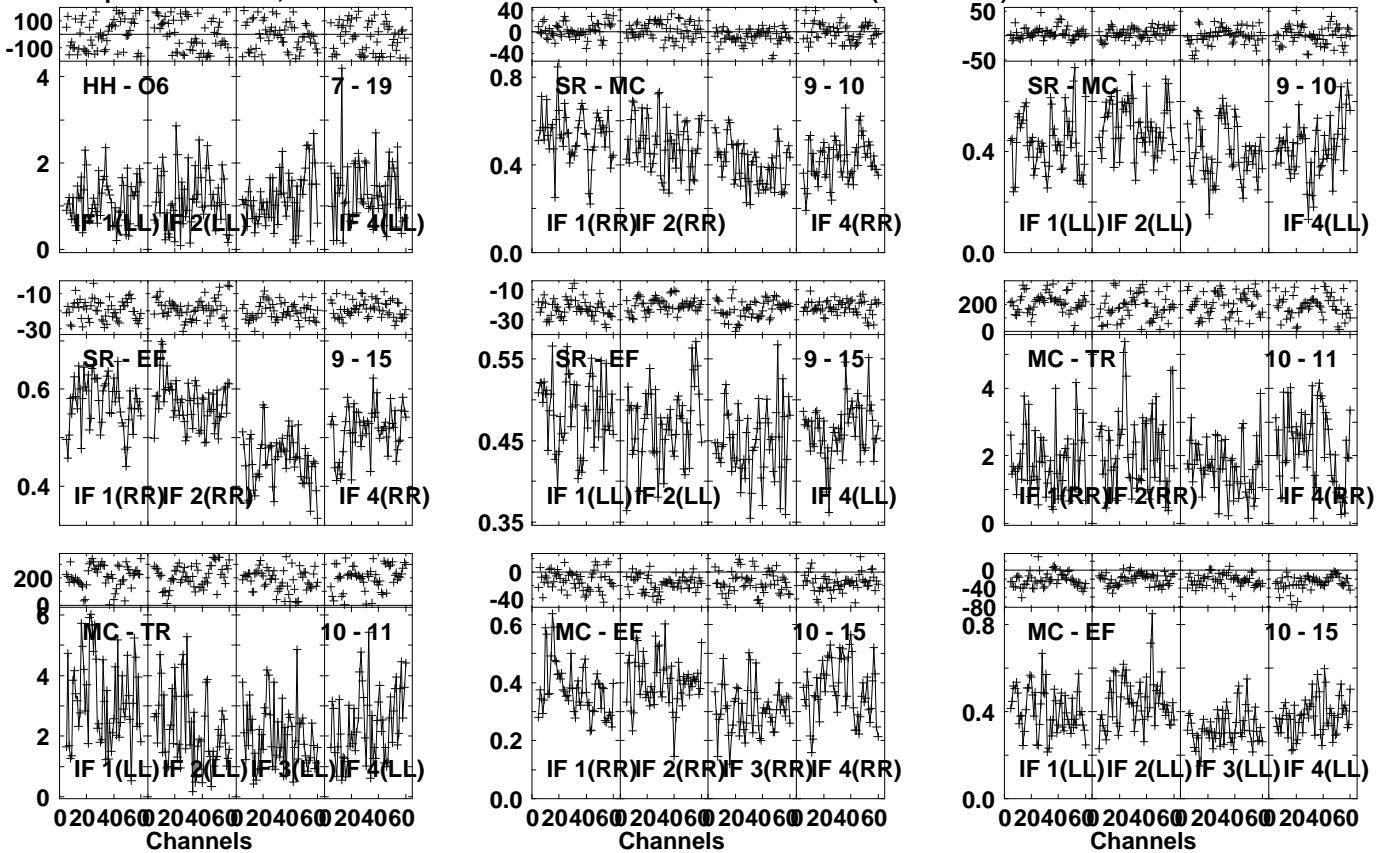 100
-100
4
2
0
HH - O6
7 - 19
IF 1(LL) IF 2(LL) IF 4(LL)
40
0
-40
0.8
0.4
0.0
SR - MC
9 - 10
IF 1(RR) IF 2(RR) IF 4(RR)
50
0
-50
0.4
0.0
SR - MC
9 - 10
IF 1(LL) IF 2(LL) IF 4(LL)
-10
-30
0.6
0.4
SR - EF
9 - 15
IF 1(RR) IF 2(RR) IF 4(RR)
-10
-30
0.55
0.45
0.35
SR - EF
9 - 15
IF 1(LL) IF 2(LL) IF 4(LL)
200
0
4
2
0
MC - TR
10 - 11
IF 1(RR) IF 2(RR) IF 4(RR)
200
0
6
4
2
0
MC - TR
10 - 11
IF 1(LL) IF 2(LL) IF 3(LL) IF 4(LL)
0 20 40 60 0 20 40 60 0 20 40 60 0 20 40 60
Channels
0
-40
0.6
0.4
0.2
0.0
MC - EF
10 - 15
IF 1(RR) IF 2(RR) IF 3(RR) IF 4(RR)
0 20 40 60 0 20 40 60 0 20 40 60 0 20 40 60
Channels
0
-40
-80
0.8
0.4
0.0
MC - EF
10 - 15
IF 1(LL) IF 2(LL) IF 3(LL) IF 4(LL)
0 20 40 60 0 20 40 60 0 20 40 60 0 20 40 60
Channels